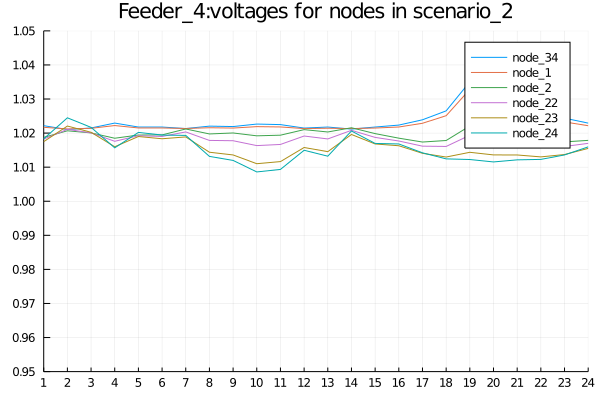 Feeder_4:voltages for nodes in scenario_2
1.05
1.04
1.03
1.02
1.01
1.00
0.99
0.98
0.97
0.96
0.95
node_34
node_1
node_2
node_22
node_23
node_24
1 2 3 4 5 6 7 8 9 10 11 12 13 14 15 16 17 18 19 20 21 22 23 24